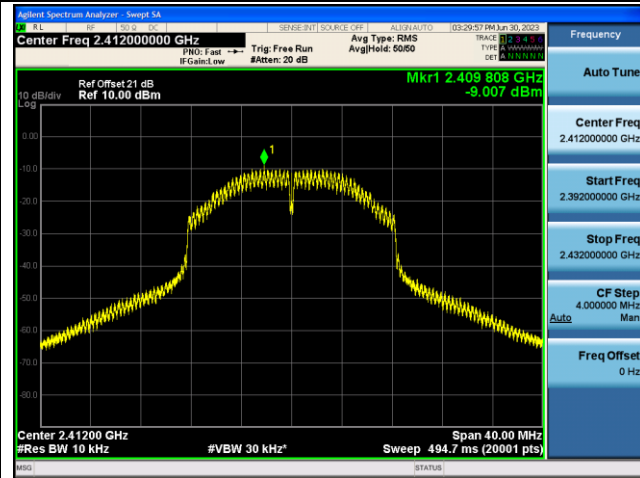 Agilent Spectrum Analyzer - Swept SA
RL RF 50 Ω DC SENSE:INT SOURCE OFF ALIGN AUTO 03:29:57 PM Jun 30, 2023
Center Freq 2.412000000 GHz
PNO: Fast
IFGain:Low
Trig: Free Run
#Atten: 20 dB
Avg Type: RMS
Avg|Hold: 50/50
TRACE 1 2 3 4 5 6
TYPE A WWWWW
DET A N N N N N
Frequency
Ref Offset 21 dB
10 dB/div Ref 10.00 dBm
Log
Mkr1 2.409 808 GHz
-9.007 dBm
Auto Tune
0.00
-10.0
-20.0
-30.0
-40.0
-50.0
-60.0
-70.0
-80.0
1
Center Freq
2.412000000 GHz
Start Freq
2.392000000 GHz
Stop Freq
2.432000000 GHz
CF Step
4.000000 MHz
Auto Man
Freq Offset
0 Hz
Center 2.41200 GHz Span 40.00 MHz
#Res BW 10 kHz #VBW 30 kHz* Sweep 494.7 ms (20001 pts)
MSG STATUS